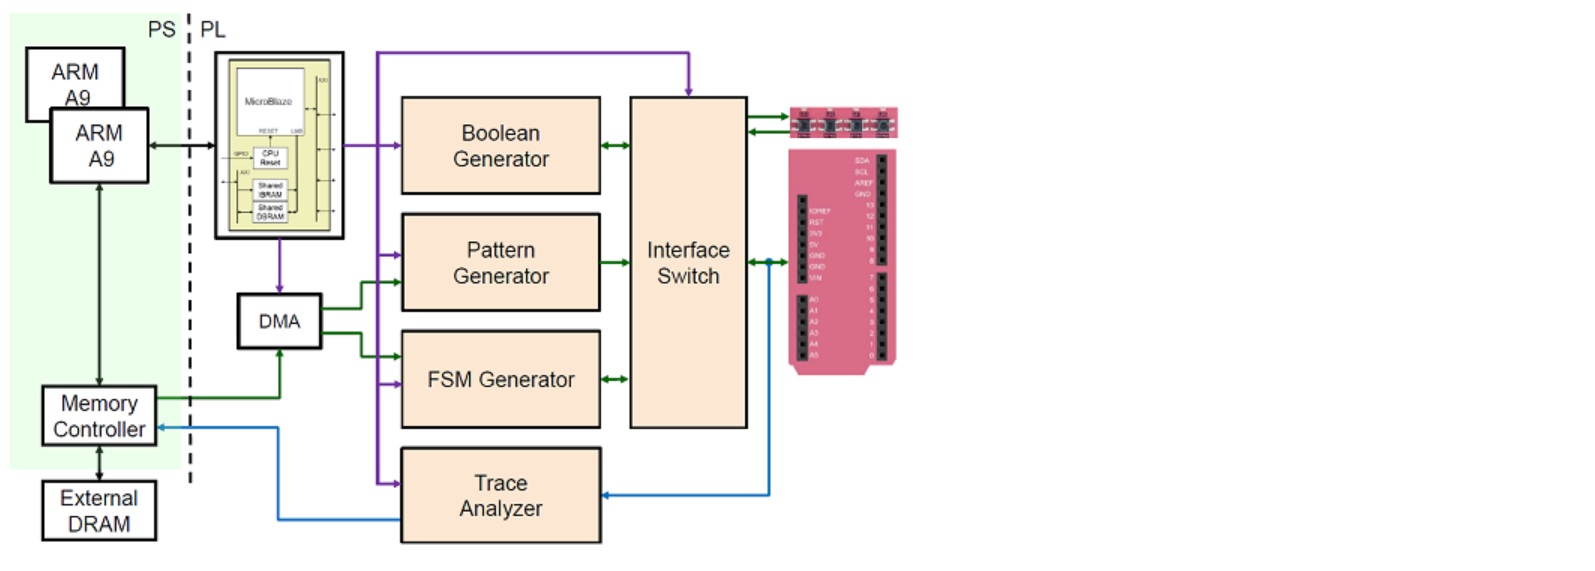 PS
PL
ARM
A9
ARM
A9
MicroBlaze
RESET
LMB
AXI
GPIO
CPU
Reset
AXI
Shared
IBRAM
Shared
DBRAM
DMA
Memory
Controller
External
DRAM
Boolean
Generator
Pattern
Generator
FSM Generator
Trace
Analyzer
Interface
Switch
SDA
SCL
AREF
GND
13
12
11
10
9
8
IOREF
RST
3V3
5V
GND
GND
VIN
7
6
5
4
3
2
1
0
A0
A1
A2
A3
A4
A5